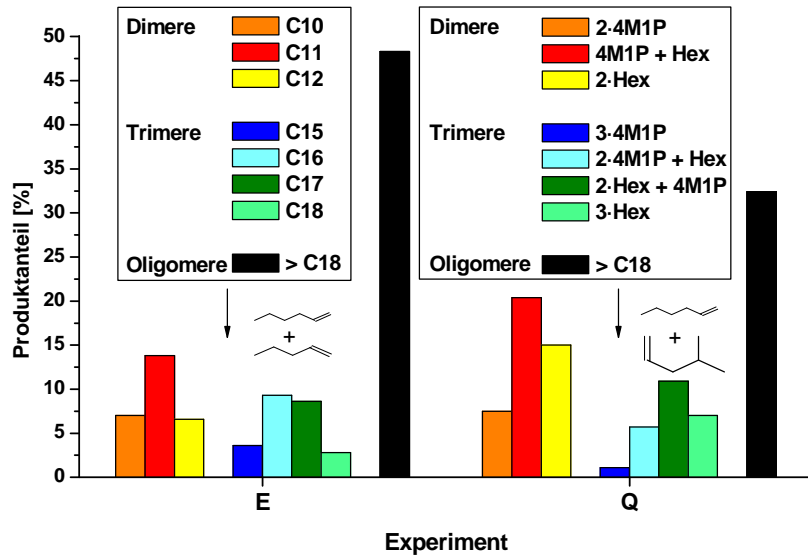 Produktanteil [%]
50
45
40
35
30
25
20
15
10
5
0
Dimere C10
C11
C12
Trimere C15
C16
C17
C18
Oligomere > C18
+
Dimere 2·4M1P
4M1P + Hex
2·Hex
Trimere 3·4M1P
2·4M1P + Hex
2·Hex + 4M1P
3·Hex
Oligomere > C18
+
E Q
Experiment